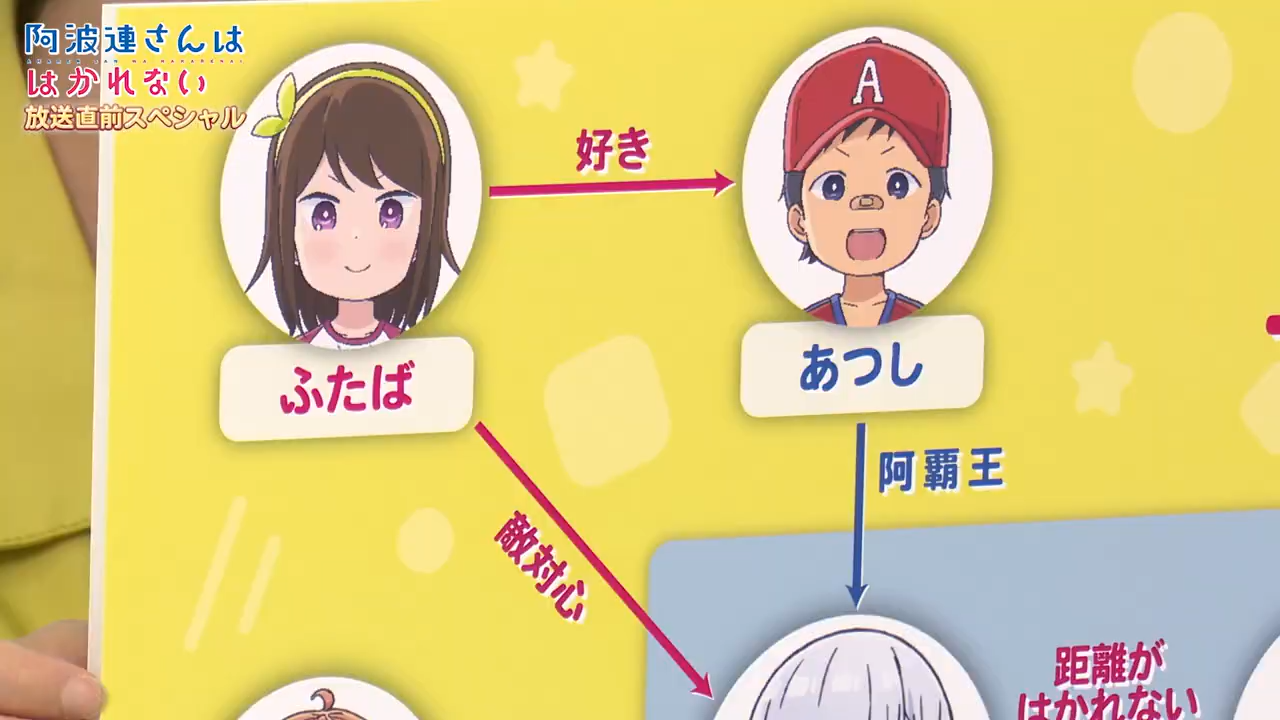 阿波連さんは
はかれない
放送直前スペシャル
好き
A
ふたば
あつし
阿覇王
敵対心
距離が
はかれない